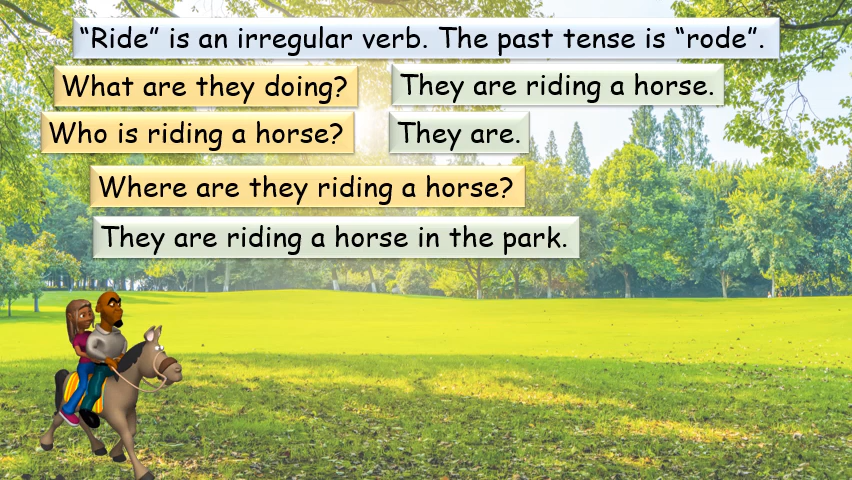 “Ride” is an irregular verb. The past tense is “rode”.
What are they doing?
They are riding a horse.
Who is riding a horse?
They are.
Where are they riding a horse?
They are riding a horse in the park.